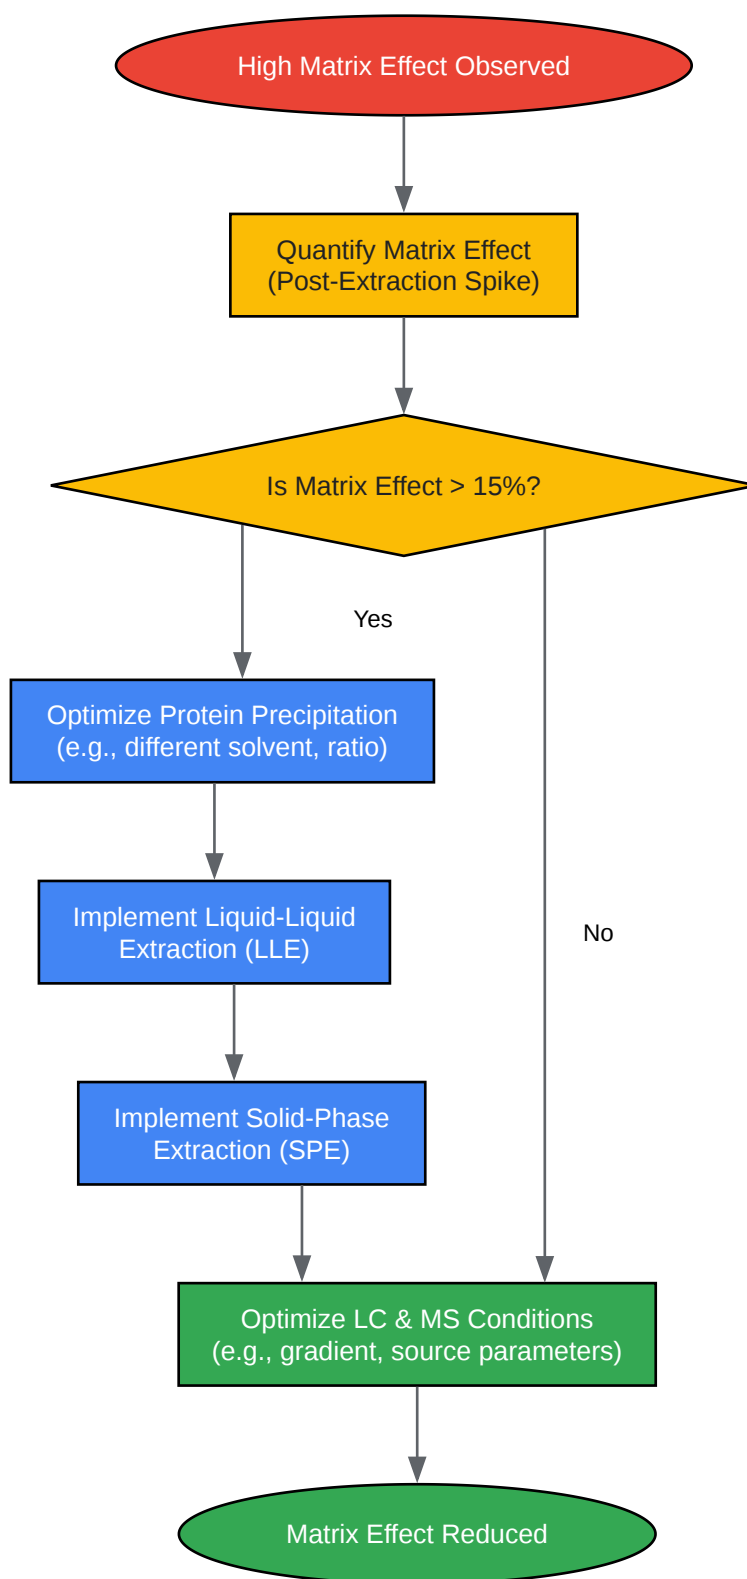 High Matrix Effect Observed
Quantify Matrix Effect
(Post-Extraction Spike)
Is Matrix Effect > 15%?
Yes
Optimize Protein Precipitation
(e.g., different solvent, ratio)
Implement Liquid-Liquid
Extraction (LLE)
No
Implement Solid-Phase
Extraction (SPE)
Optimize LC & MS Conditions
(e.g., gradient, source parameters)
Matrix Effect Reduced